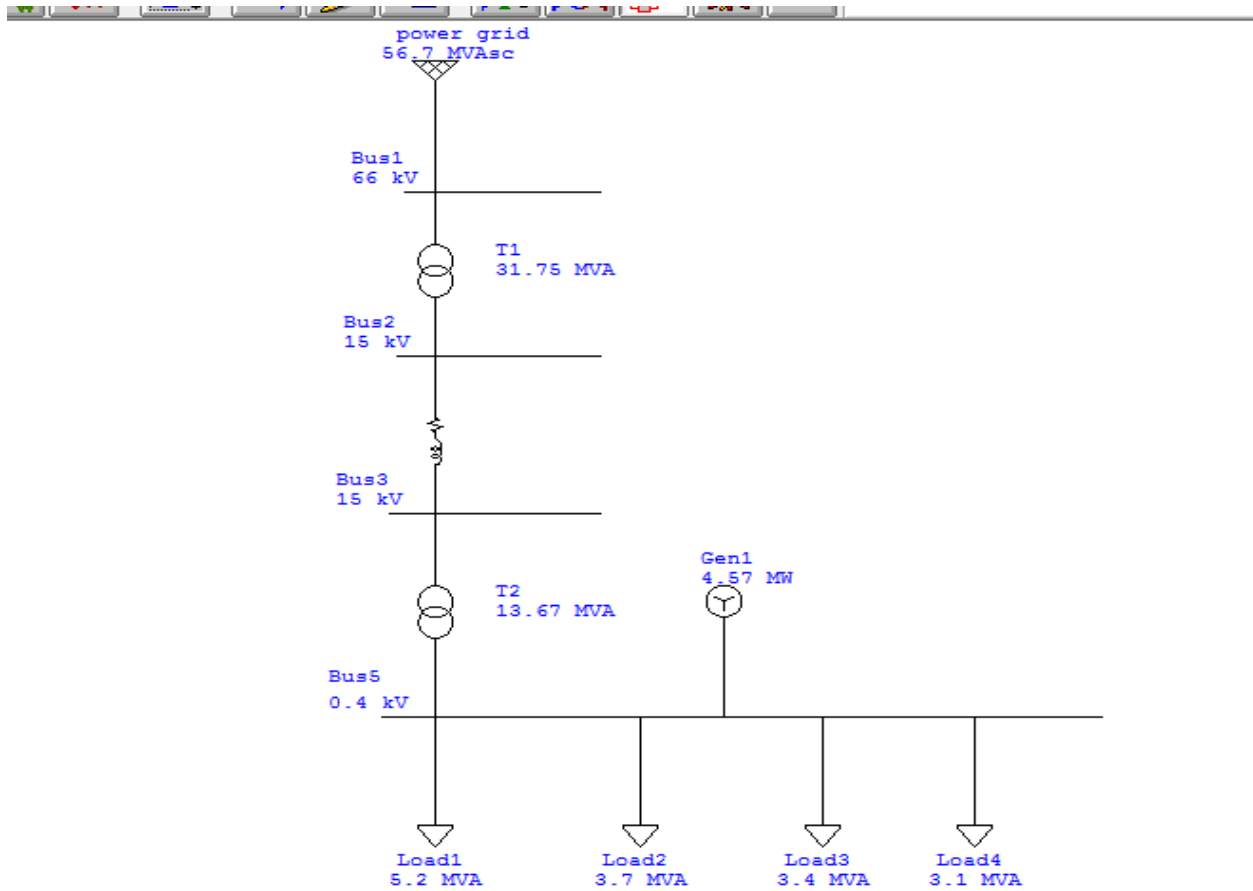 power grid
56.7 MVAsc
Bus1
66 kV
T1
31.75 MVA
Bus2
15 kV
Bus3
15 kV
Gen1
4.57 MW
T2
13.67 MVA
Bus5
0.4 kV
Load1
5.2 MVA
Load2
3.7 MVA
Load3
3.4 MVA
Load4
3.1 MVA